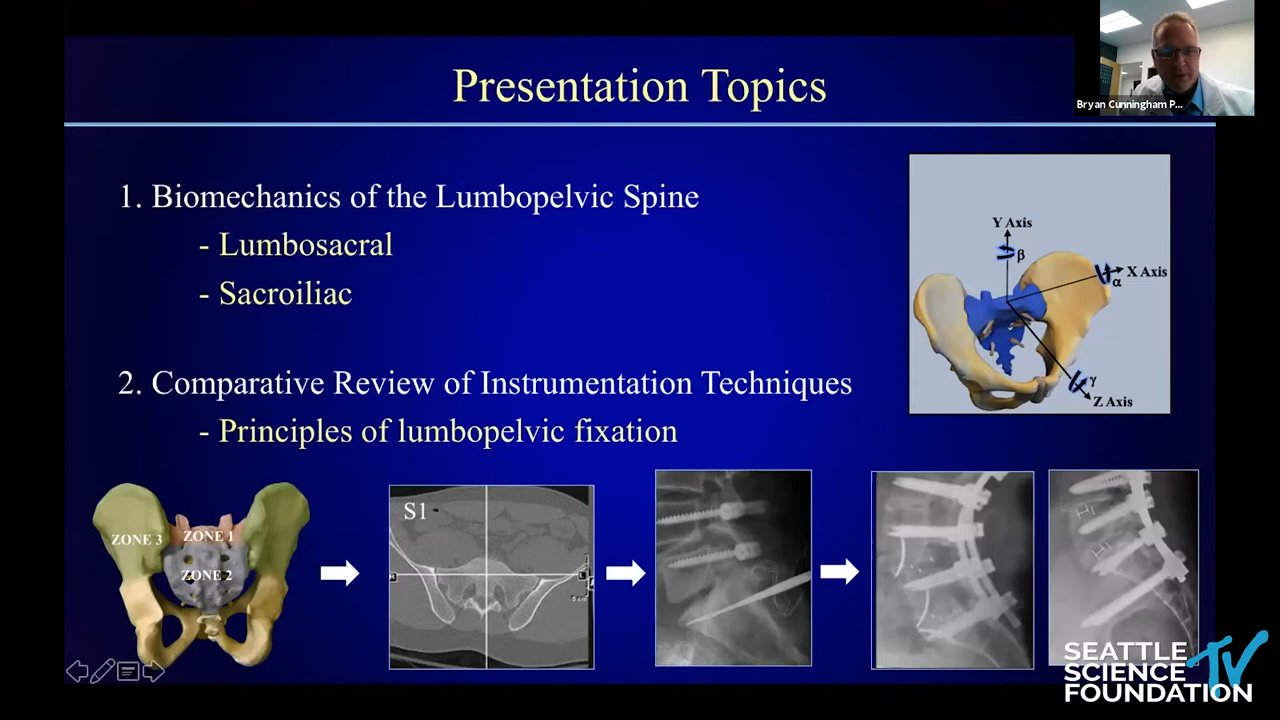 Presentation Topics
Bryan Cunningham P...
1. Biomechanics of the Lumbopelvic Spine
- Lumbosacral
- Sacroiliac
2. Comparative Review of Instrumentation Techniques
- Principles of lumbopelvic fixation
Y Axis
β
X Axis
α
γ
Z Axis
ZONE 3
ZONE 1
ZONE 2
S1
SEATTLE
SCIENCE
FOUNDATION
TV